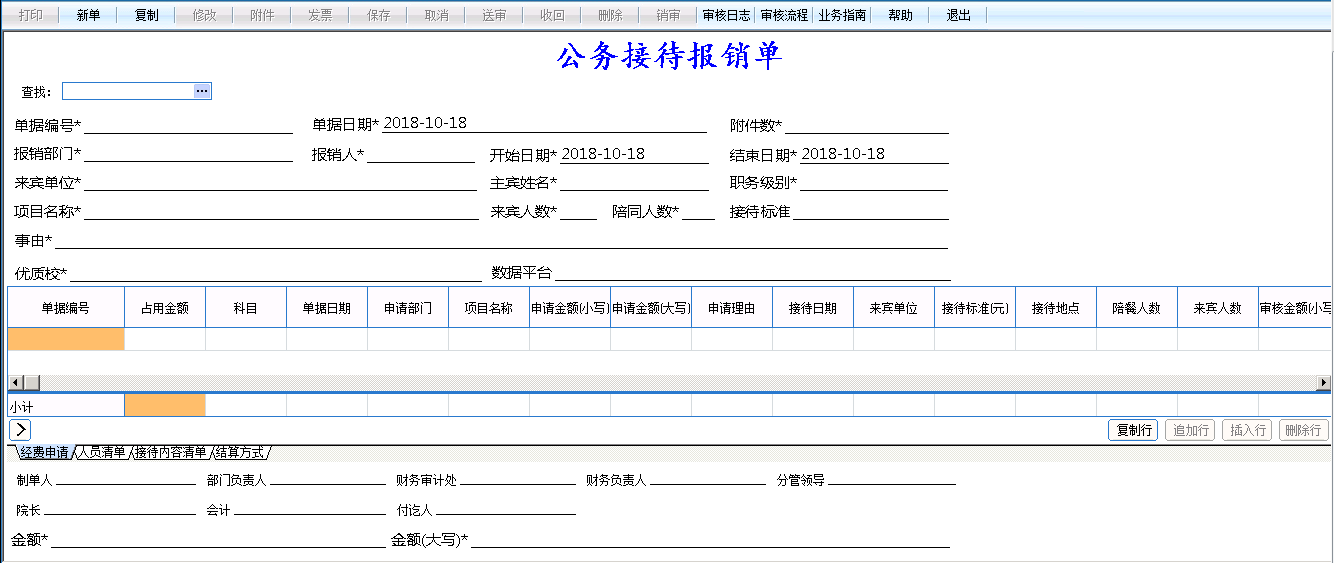 打印 新单 复制 修改 附件 发票 保存 取消 送审 收回 删除 销审 审核日志 审核流程 业务指南 帮助 退出
公务接待报销单
查找： ...
单据编号* 单据日期* 2018-10-18 附件数*
报销部门* 报销人* 开始日期* 2018-10-18 结束日期* 2018-10-18
来宾单位* 主宾姓名* 职务级别*
项目名称* 来宾人数* 陪同人数* 接待标准
事由*
优质校* 数据平台
单据编号 占用金额 科目 单据日期 申请部门 项目名称 申请金额(小写) 申请金额(大写) 申请理由 接待日期 来宾单位 接待标准(元) 接待地点 陪餐人数 来宾人数 审核金额(小写
小计
> 复制行 追加行 插入行 删除行
经费申请 人员清单 接待内容清单 结算方式
制单人 部门负责人 财务审计处 财务负责人 分管领导
院长 会计 付讫人
金额* 金额(大写)*